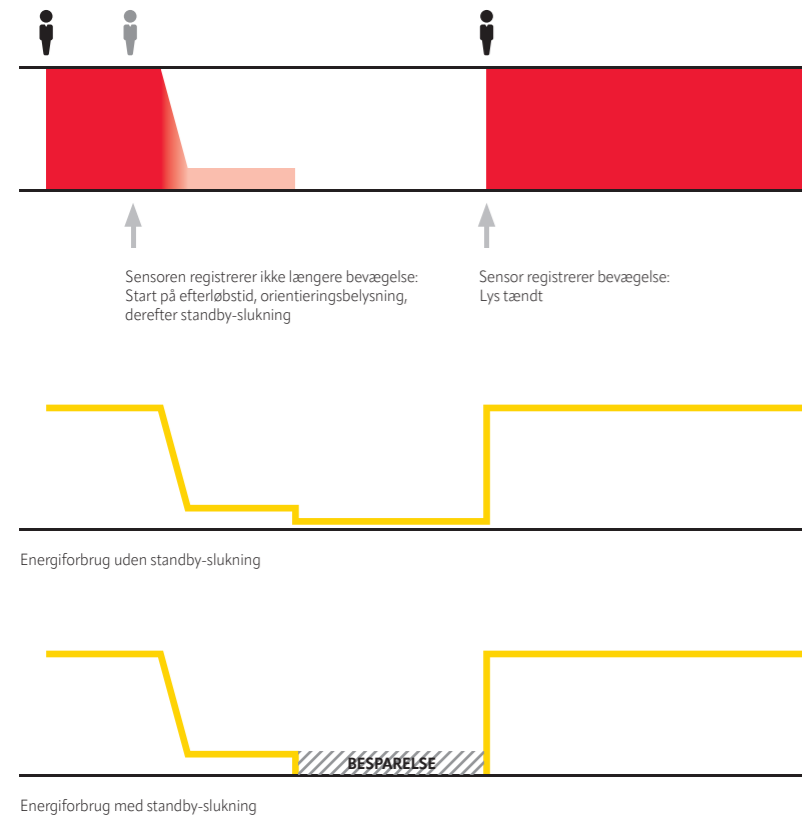 Sensoren registrerer ikke længere bevægelse:
Start på efterløbstid, orientieringsbelysning,
derefter standby-slukning
Sensor registrerer bevægelse:
Lys tændt
Energiforbrug uden standby-slukning
BESPARELSE
Energiforbrug med standby-slukning